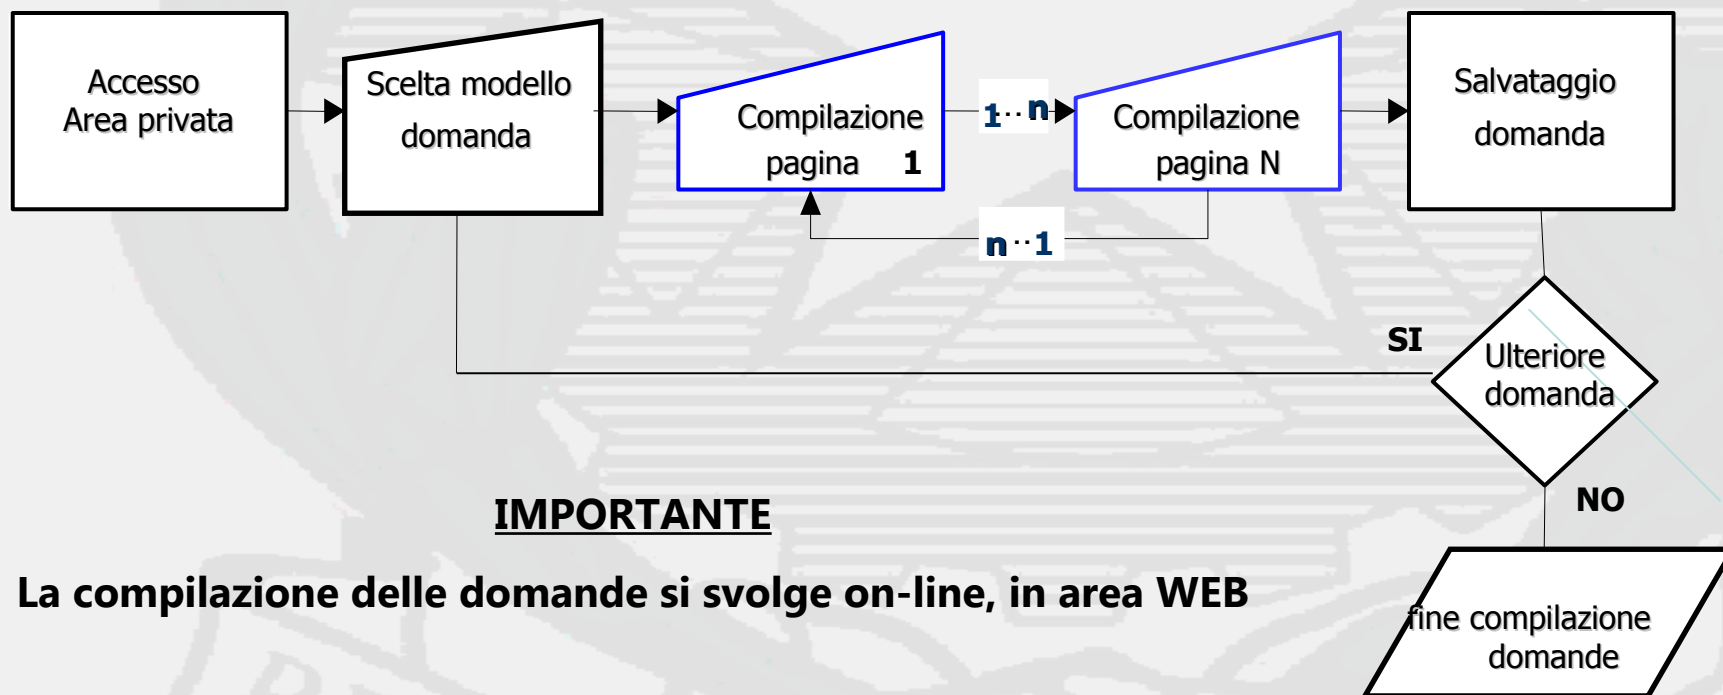 Accesso
Area privata
Scelta modello
domanda
Compilazione
pagina 1
1..n
Compilazione
pagina N
n..1
Salvataggio
domanda
SI
Ulteriore
domanda
NO
IMPORTANTE
La compilazione delle domande si svolge on-line, in area WEB
fine compilazione
domande